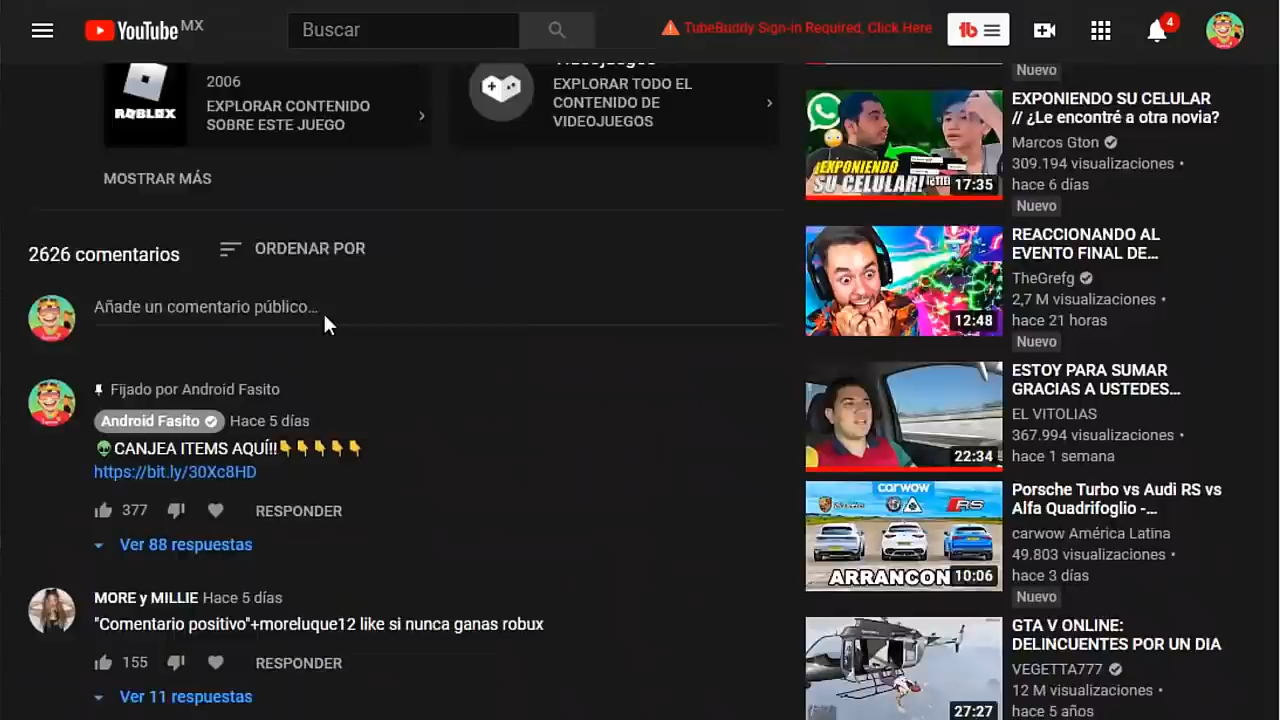 YouTube MX
Buscar
TubeBuddy Sign-in Required, Click Here
tb
4
2006
EXPLORAR CONTENIDO
SOBRE ESTE JUEGO
ROBLOX
EXPLORAR TODO EL
CONTENIDO DE
VIDEOJUEGOS
MOSTRAR MÁS
2626 comentarios
ORDENAR POR
Añade un comentario público...
Fijado por Android Fasito
Android Fasito
Hace 5 días
👽CANJEA ITEMS AQUÍ!!👇👇👇👇👇
https://bit.ly/30Xc8HD
377
RESPONDER
Ver 88 respuestas
MORE y MILLIE Hace 5 días
"Comentario positivo"+moreluque12 like si nunca ganas robux
155
RESPONDER
Ver 11 respuestas
Nuevo
¡EXPONIENDO
SU CELULAR!
17:35
EXPONIENDO SU CELULAR
// ¿Le encontré a otra novia?
Marcos Gton
309.194 visualizaciones •
hace 6 días
Nuevo
12:48
REACCIONANDO AL
EVENTO FINAL DE...
TheGrefg
2,7 M visualizaciones •
hace 21 horas
Nuevo
22:34
ESTOY PARA SUMAR
GRACIAS A USTEDES...
EL VITOLIAS
367.994 visualizaciones •
hace 1 semana
carwow
RS
ARRANCON
10:06
Porsche Turbo vs Audi RS vs
Alfa Quadrifoglio -...
carwow América Latina
49.803 visualizaciones •
hace 3 días
Nuevo
27:27
GTA V ONLINE:
DELINCUENTES POR UN DIA
VEGETTA777
12 M visualizaciones •
hace 5 años